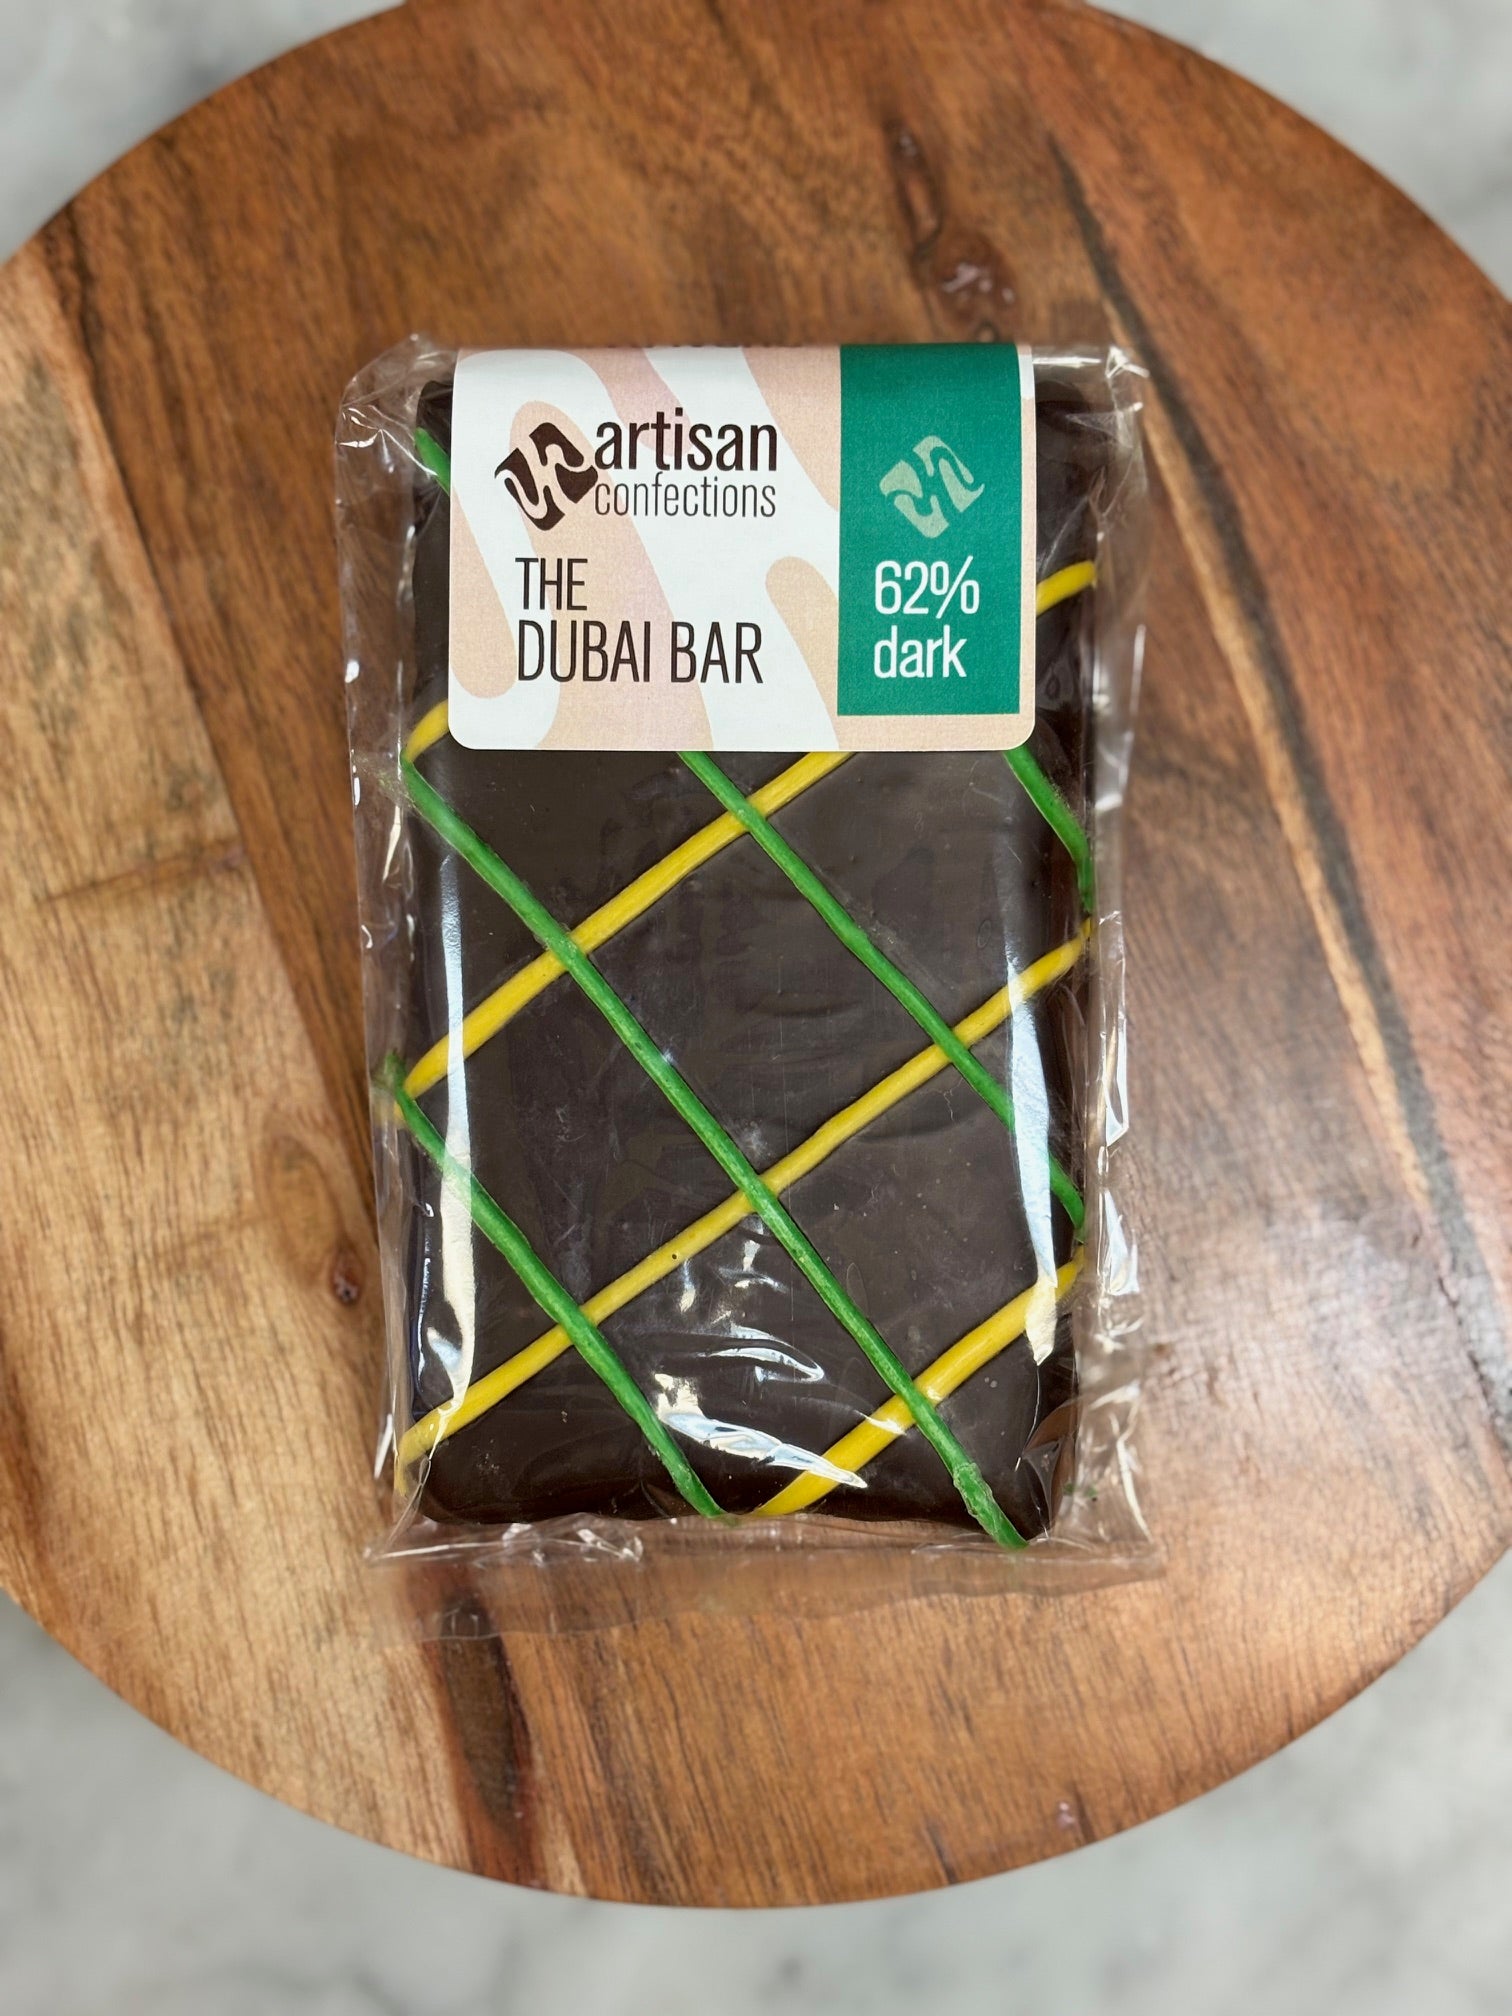 artisan
confections
THE
DUBAI BAR
62%
dark